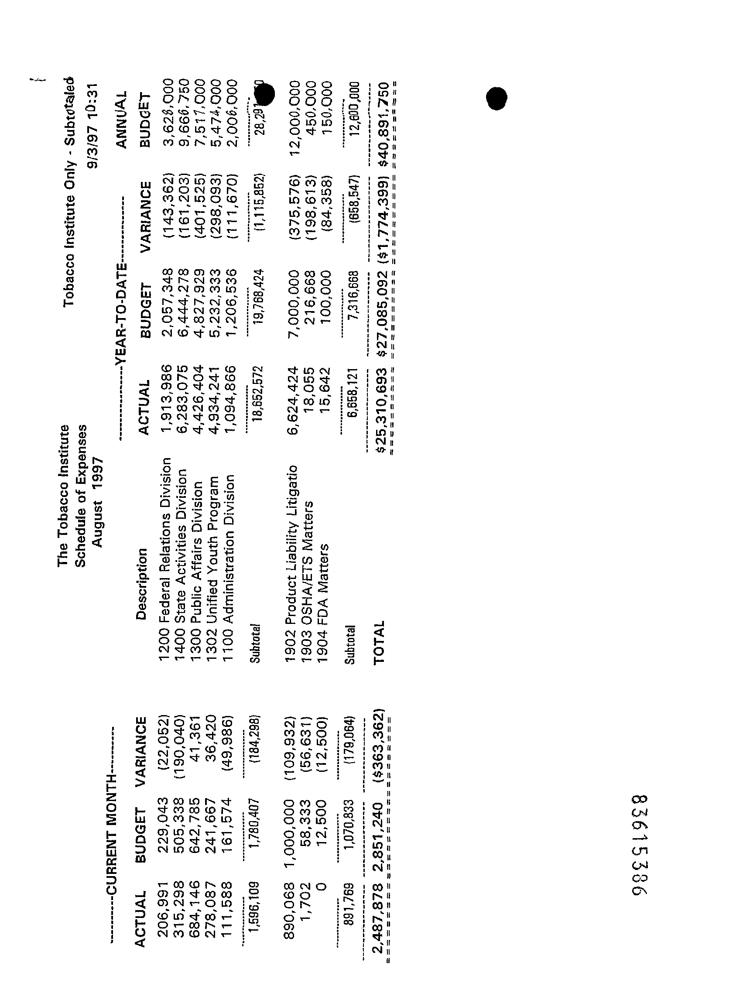 The Tobacco Institute Tobacco Institute Only - Subtotaled
Schedule of Expenses 9/3/97 10:31
August 1997
----------CURRENT MONTH---------- ---------------YEAR-TO-DATE--------------- ANNUAL
ACTUAL BUDGET VARIANCE Description ACTUAL BUDGET VARIANCE BUDGET
206,991 229,043 (22,052) 1200 Federal Relations Division 1,913,986 2,057,348 (143,362) 3,628,000
315,298 505,338 (190,040) 1400 State Activities Division 6,283,075 6,444,278 (161,203) 9,666,750
684,146 642,785 41,361 1300 Public Affairs Division 4,426,404 4,827,929 (401,525) 7,517,000
278,087 241,667 36,420 1302 Unified Youth Program 4,934,241 5,232,333 (298,093) 5,474,000
111,588 161,574 (49,986) 1100 Administration Division 1,094,866 1,206,536 (111,670) 2,006,000
1,596,109 1,780,407 (184,298) Subtotal 18,652,572 19,768,424 (1,115,852)
890,068 1,000,000 (109,932) 1902 Product Liability Litigatio 6,624,424 7,000,000 (375,576) 12,000,000
1,702 58,333 (56,631) 1903 OSHA/ETS Matters 18,055 216,668 (198,613) 450,000
0 12,500 (12,500) 1904 FDA Matters 15,642 100,000 (84,358) 150,000
891,769 1,070,833 (179,064) Subtotal 6,658,121 7,316,668 (658,547) 12,600,000
2,487,878 2,851,240 ($363,362) TOTAL $25,310,693 $27,085,092 ($1,774,399) $40,891,750
83615386